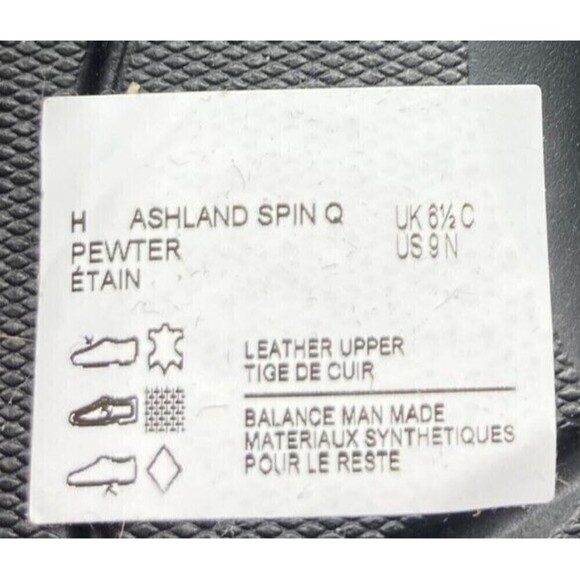 H ASHLAND SPIN Q UK 6½ C
PEWTER US 9 N
ÉTAIN
LEATHER UPPER
TIGE DE CUIR
BALANCE MAN MADE
MATERIAUX SYNTHETIQUES
POUR LE RESTE